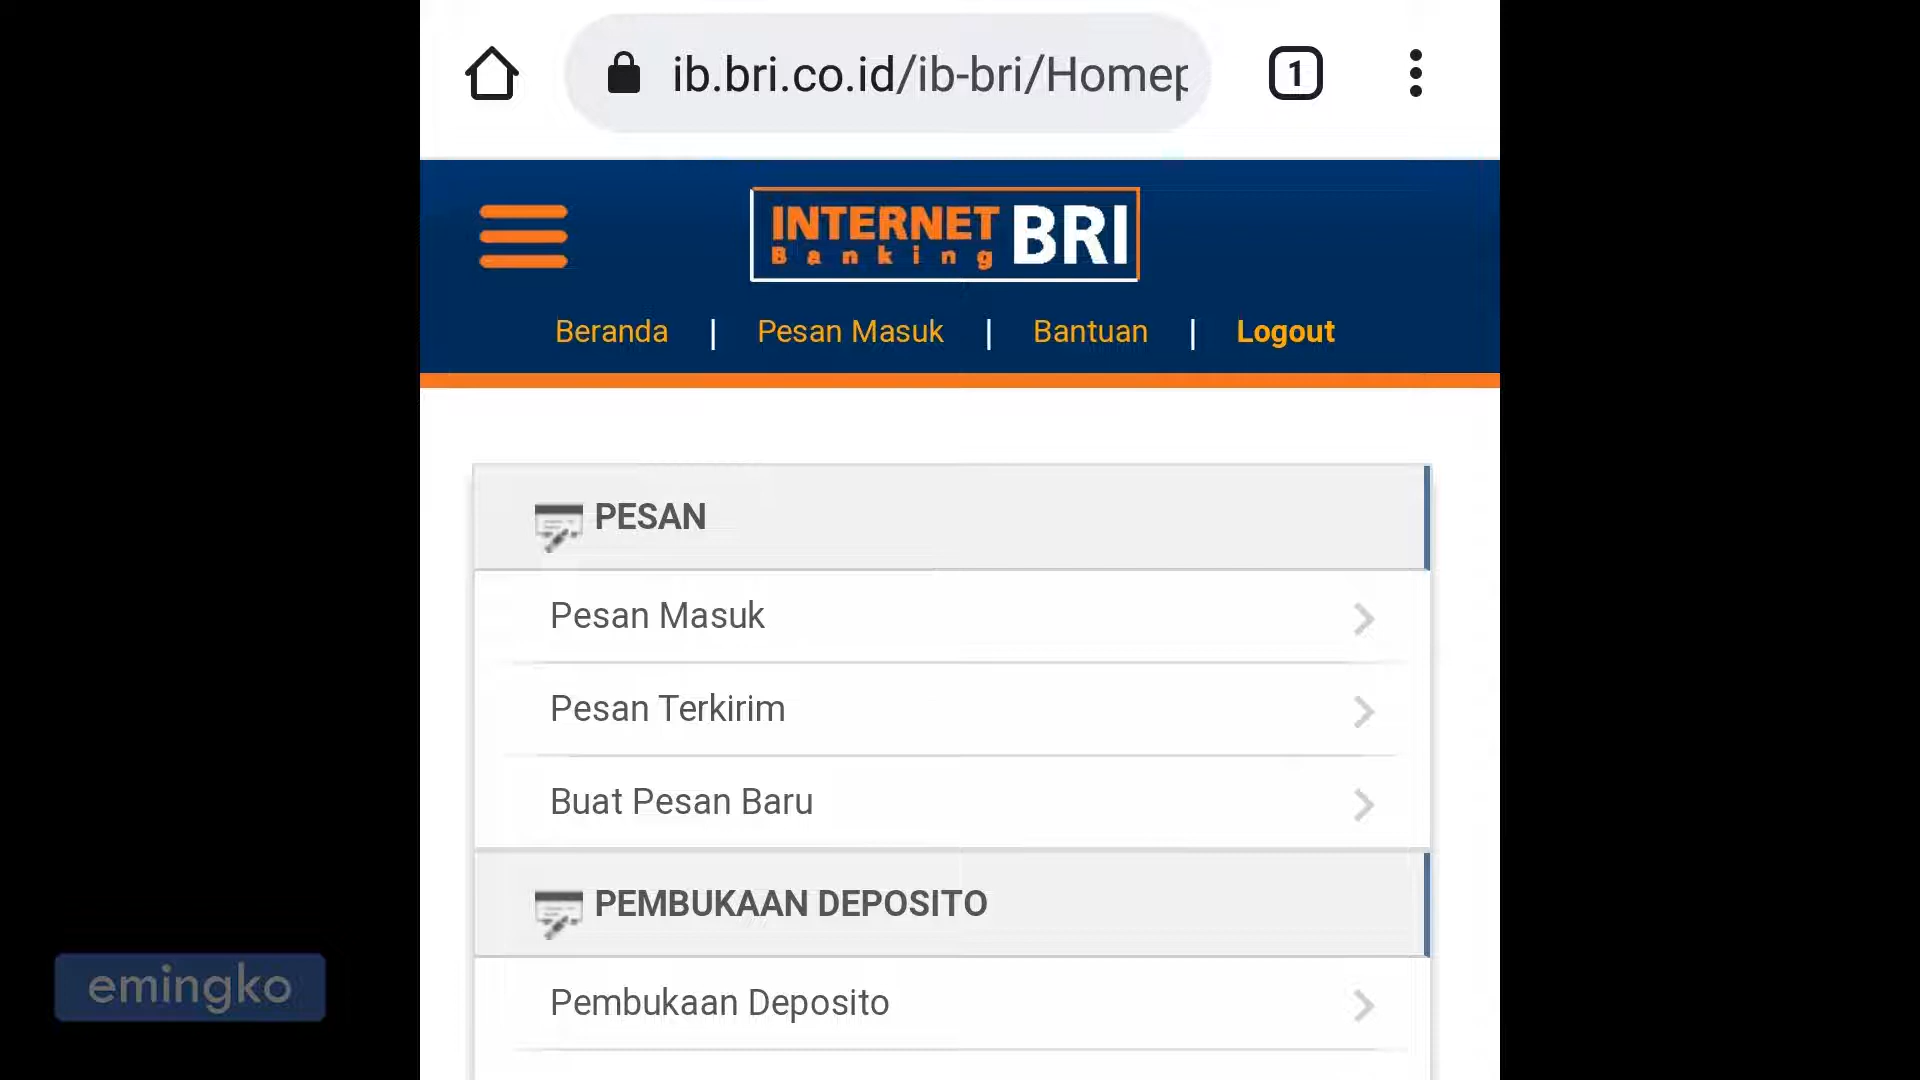 ib.bri.co.id/ib-bri/Homep
1
INTERNET
Banking
BRI
Beranda | Pesan Masuk | Bantuan | Logout
PESAN
Pesan Masuk
Pesan Terkirim
Buat Pesan Baru
PEMBUKAAN DEPOSITO
Pembukaan Deposito
emingko